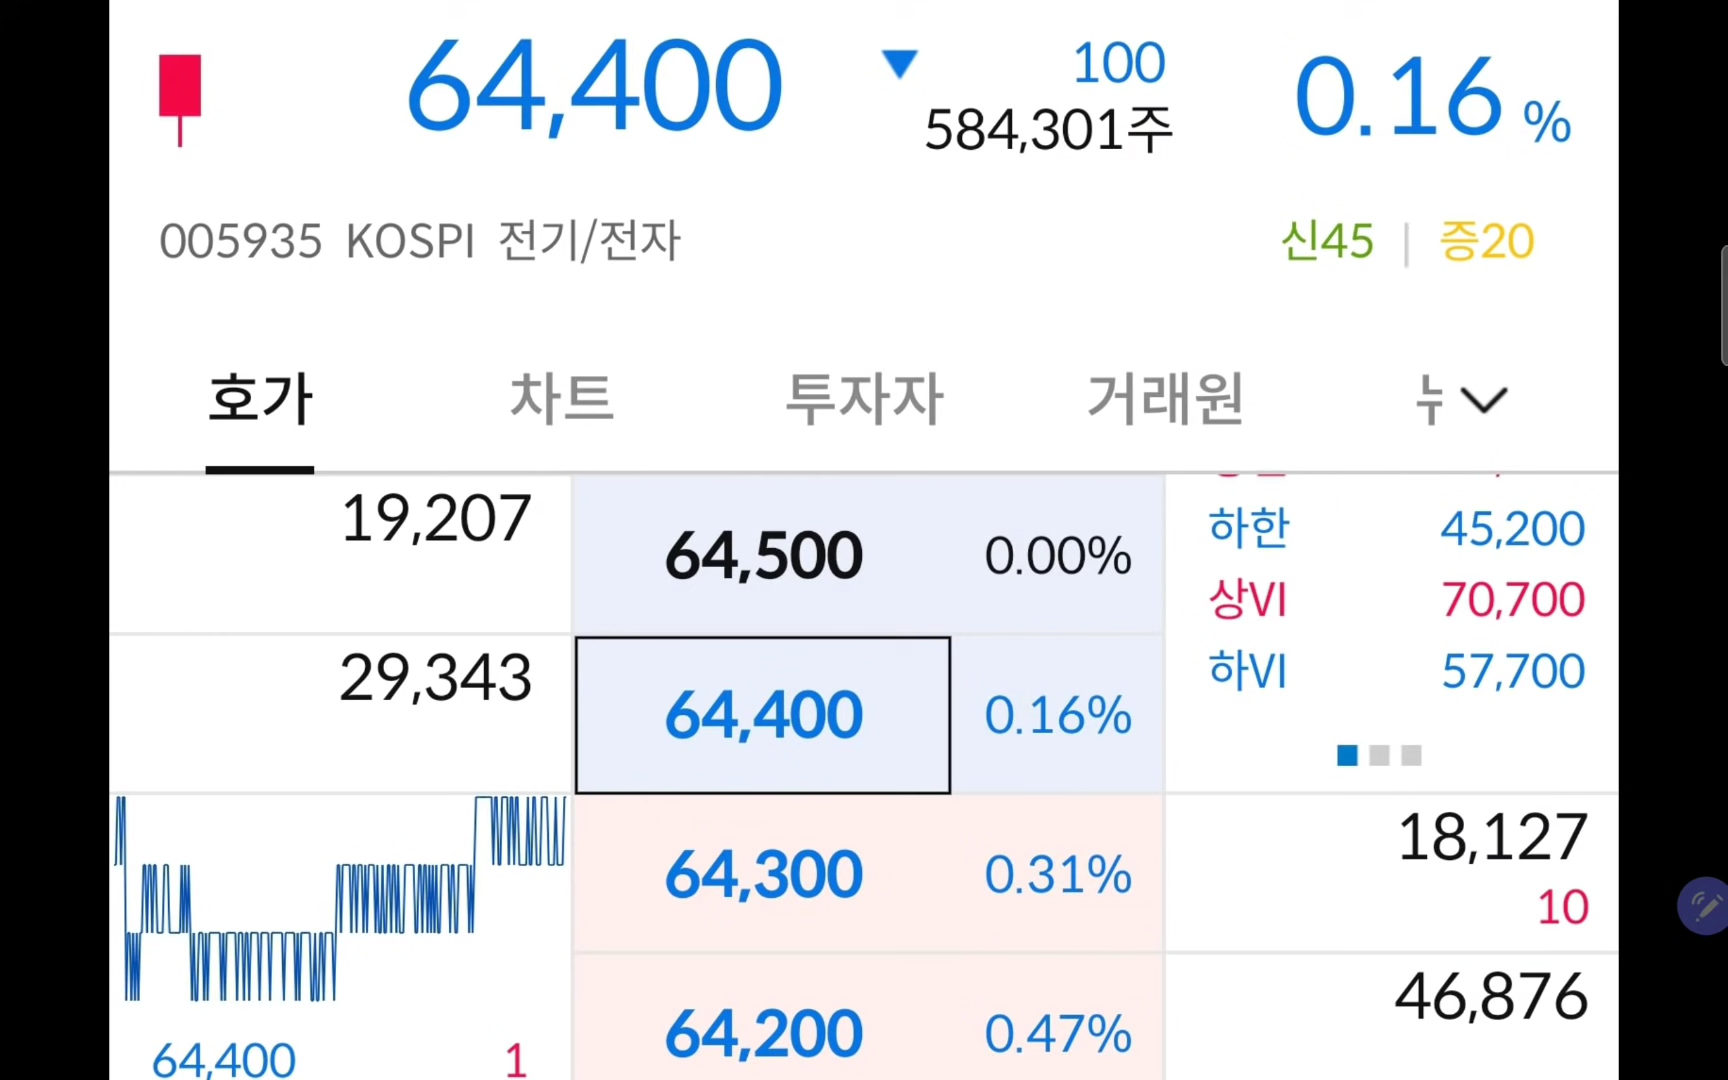 64,400
100
584,301주
0.16 %
005935 KOSPI 전기/전자
신45 | 증20
호가 차트 투자자 거래원
19,207 64,500 0.00%
하한 45,200
상VI 70,700
29,343 64,400 0.16%
하VI 57,700
64,300 0.31% 18,127
10
64,200 0.47% 46,876
64,400 1